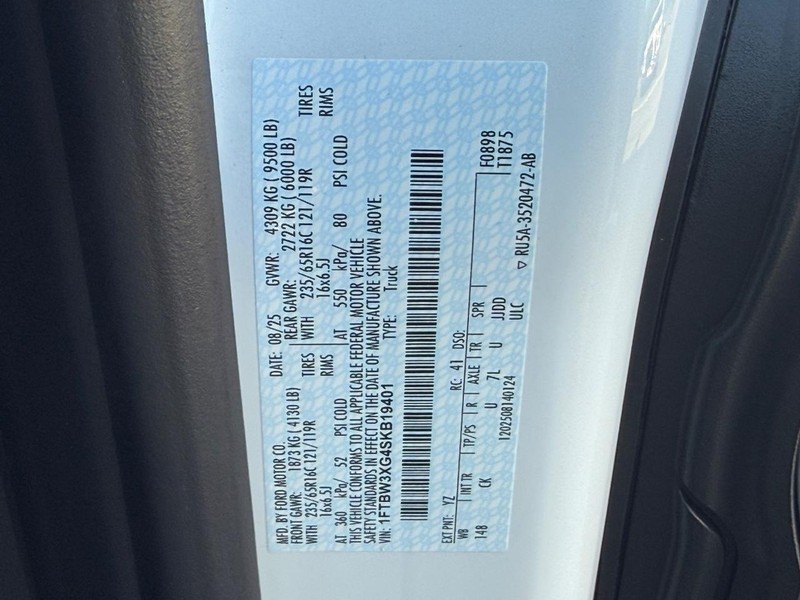 MFD. BY FORD MOTOR CO. DATE: 08/25 GVWR: 4309 KG ( 9500 LB)
FRONT GAWR: 1873 KG ( 4130 LB) REAR GAWR: 2722 KG ( 6000 LB)
WITH 235/65R16C 121/119R TIRES WITH 235/65R16C 121/119R TIRES
16x6.5J RIMS 16x6.5J RIMS
AT 360 kPa/ 52 PSI COLD AT 550 kPa/ 80 PSI COLD
THIS VEHICLE CONFORMS TO ALL APPLICABLE FEDERAL MOTOR VEHICLE
SAFETY STANDARDS IN EFFECT ON THE DATE OF MANUFACTURE SHOWN ABOVE.
VIN: 1FTBW3XG4SKB19401 TYPE: Truck
EXT PNT: YZ RC: 41 DSO: F0898
WB INT TR TP/PS R AXLE TR SPR T1875
148 CK U 7L U JJDD
1202508140124 ULC ▽ RU5A-3520472-AB